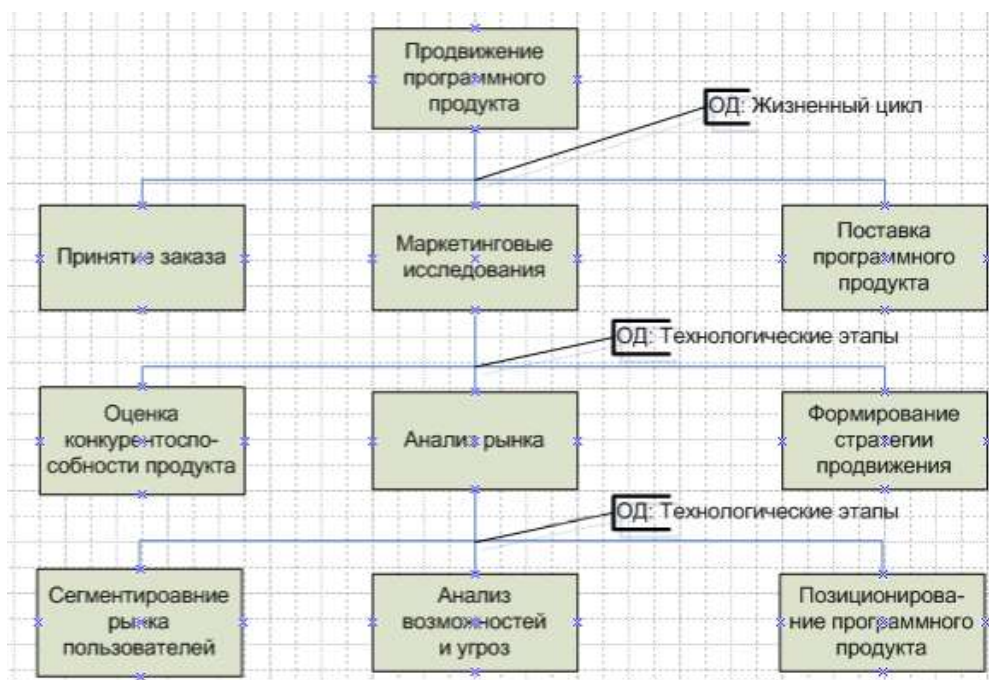 Продвижение
программного
продукта
ОД: Жизненный цикл
Принятие заказа
Маркетинговые
исследования
Поставка
программного
продукта
ОД: Технологические этапы
Оценка
конкурентоспо-
собности продукта
Анализ рынка
Формирование
стратегии
продвижения
ОД: Технологические этапы
Сегментироавние
рынка
пользователей
Анализ
возможностей
и угроз
Позиционирова-
ние программного
продукта